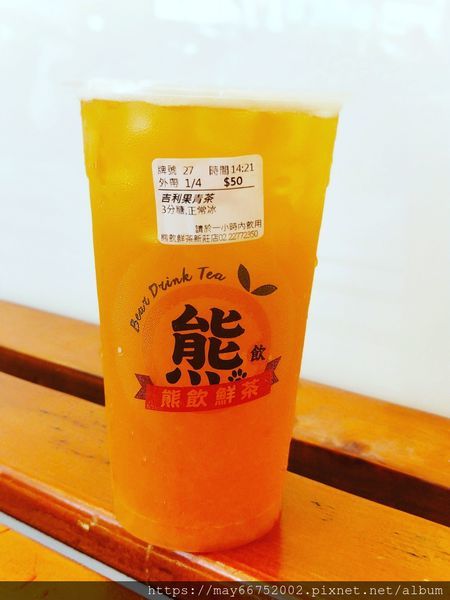 牌號 27 時間14:21
外帶 1/4 $50
吉利果青茶
3分糖,正常冰
請於一小時內飲用
熊飲鮮茶新莊店02 22772350
Bear Drink Tea
熊
飲
熊飲鮮茶
https://may66752002.pixnet.net/album